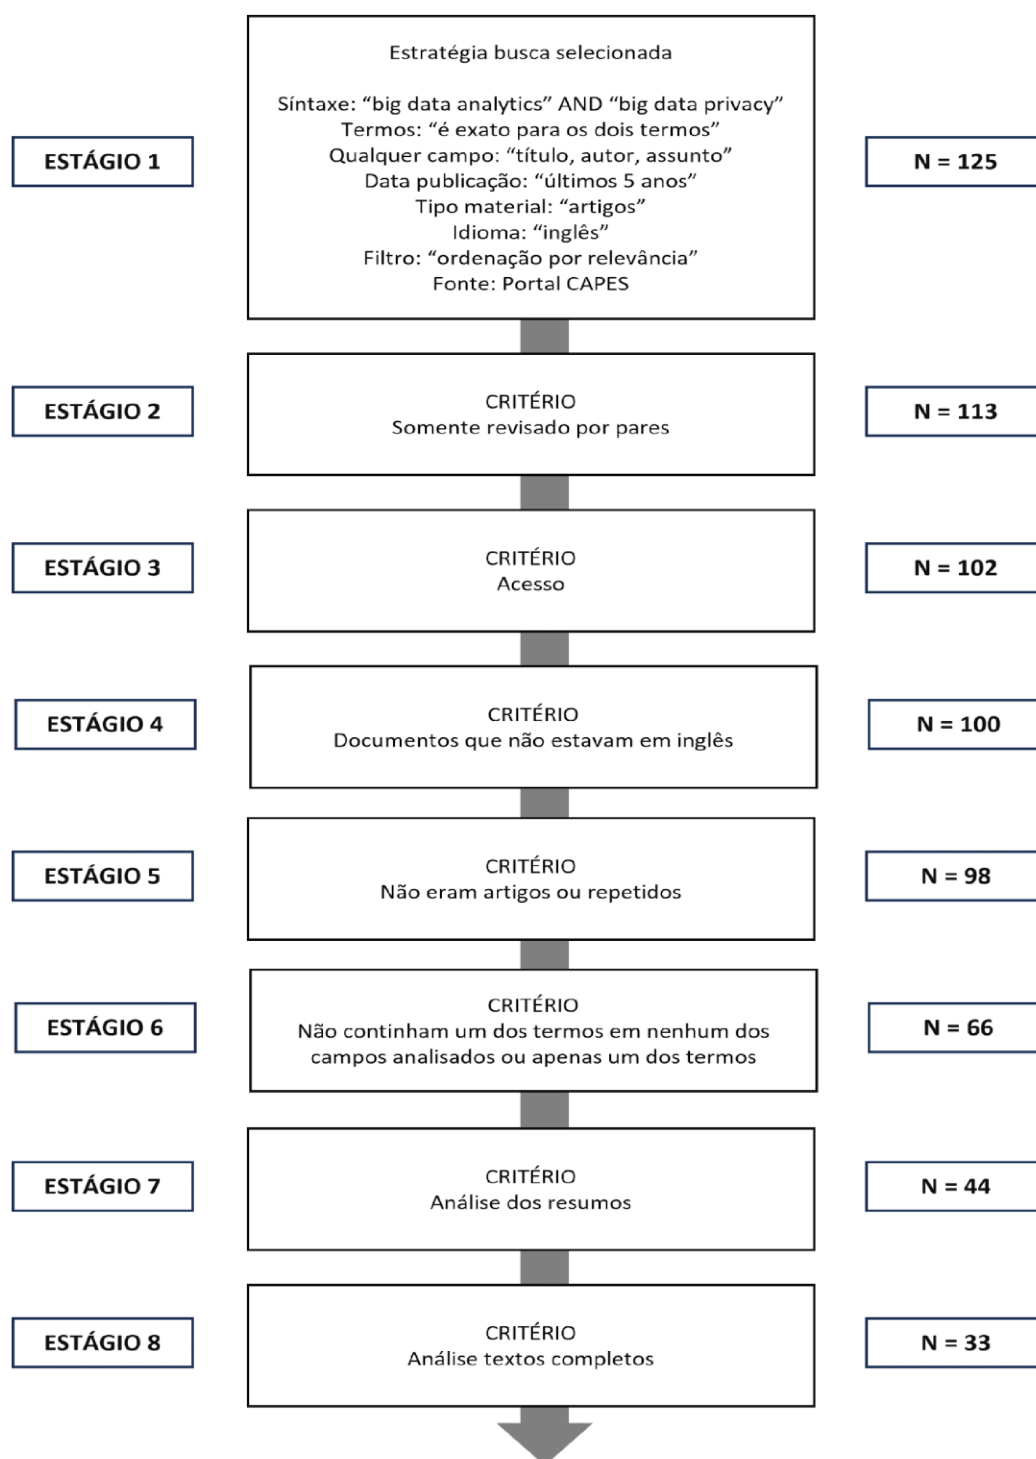 Estratégia busca selecionada
Síntaxe: “big data analytics” AND “big data privacy”
Termos: “é exato para os dois termos”
Qualquer campo: “título, autor, assunto”
Data publicação: “últimos 5 anos”
Tipo material: “artigos”
Idioma: “inglês”
Filtro: “ordenação por relevância”
Fonte: Portal CAPES
ESTÁGIO 1
N = 125
ESTÁGIO 2
CRITÉRIO
Somente revisado por pares
N = 113
ESTÁGIO 3
CRITÉRIO
Acesso
N = 102
ESTÁGIO 4
CRITÉRIO
Documentos que não estavam em inglês
N = 100
ESTÁGIO 5
CRITÉRIO
Não eram artigos ou repetidos
N = 98
ESTÁGIO 6
CRITÉRIO
Não continham um dos termos em nenhum dos
campos analisados ou apenas um dos termos
N = 66
ESTÁGIO 7
CRITÉRIO
Análise dos resumos
N = 44
ESTÁGIO 8
CRITÉRIO
Análise textos completos
N = 33